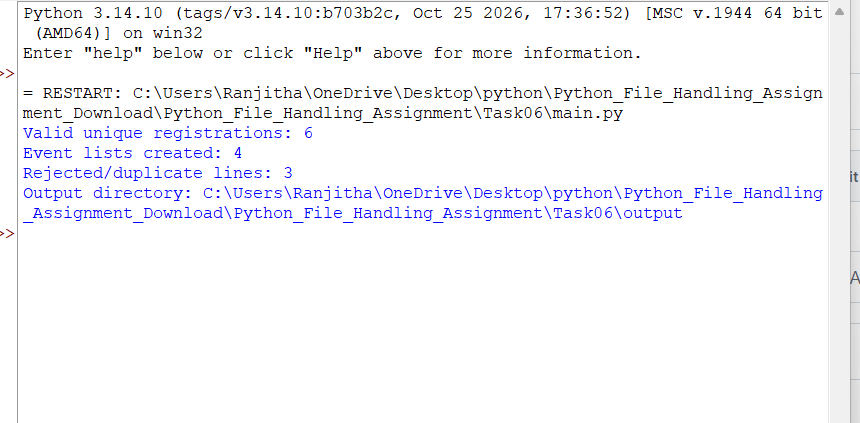 Python 3.14.10 (tags/v3.14.10:b703b2c, Oct 25 2026, 17:36:52) [MSC v.1944 64 bit
(AMD64)] on win32
Enter "help" below or click "Help" above for more information.
>>
= RESTART: C:\Users\Ranjitha\OneDrive\Desktop\python\Python_File_Handling_Assign
ment_Download\Python_File_Handling_Assignment\Task06\main.py
Valid unique registrations: 6
Event lists created: 4
Rejected/duplicate lines: 3
Output directory: C:\Users\Ranjitha\OneDrive\Desktop\python\Python_File_Handling
_Assignment_Download\Python_File_Handling_Assignment\Task06\output
>>
it
A